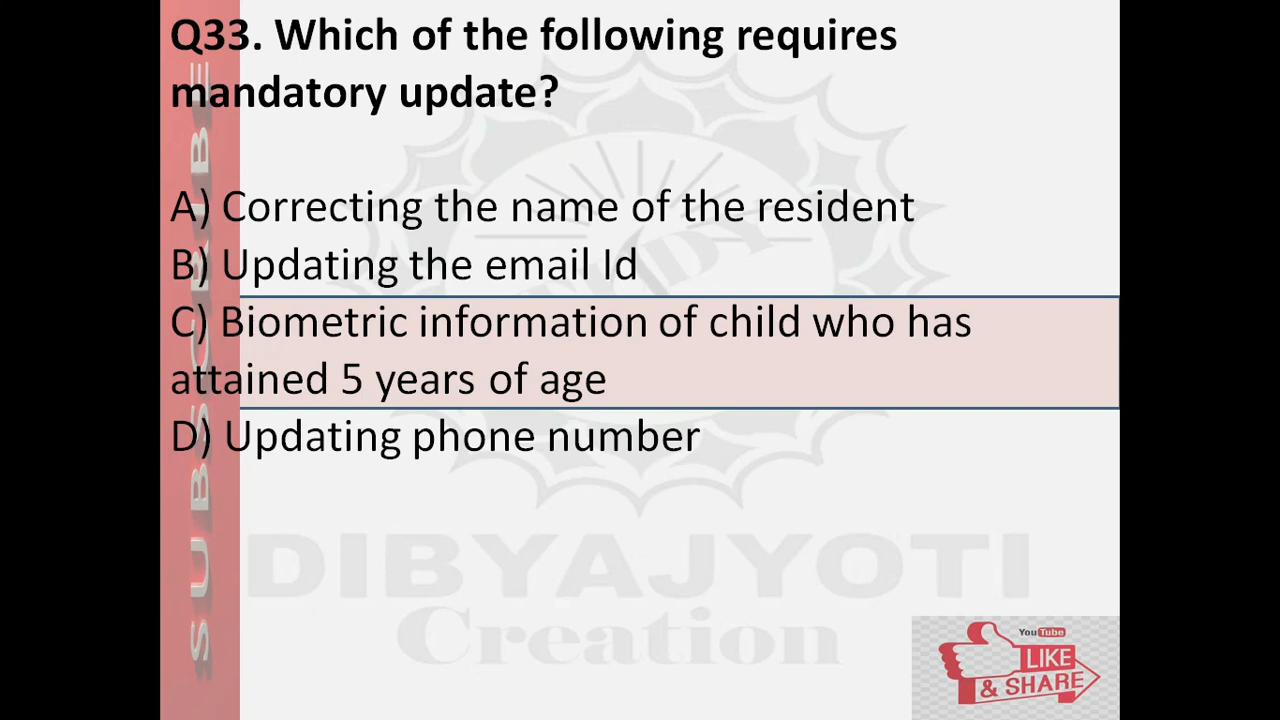 Q33. Which of the following requires
mandatory update?
A) Correcting the name of the resident
B) Updating the email Id
C) Biometric information of child who has
attained 5 years of age
D) Updating phone number
SUBSCRIBE
DIBYAJYOTI
Creation
YouTube
LIKE
& SHARE